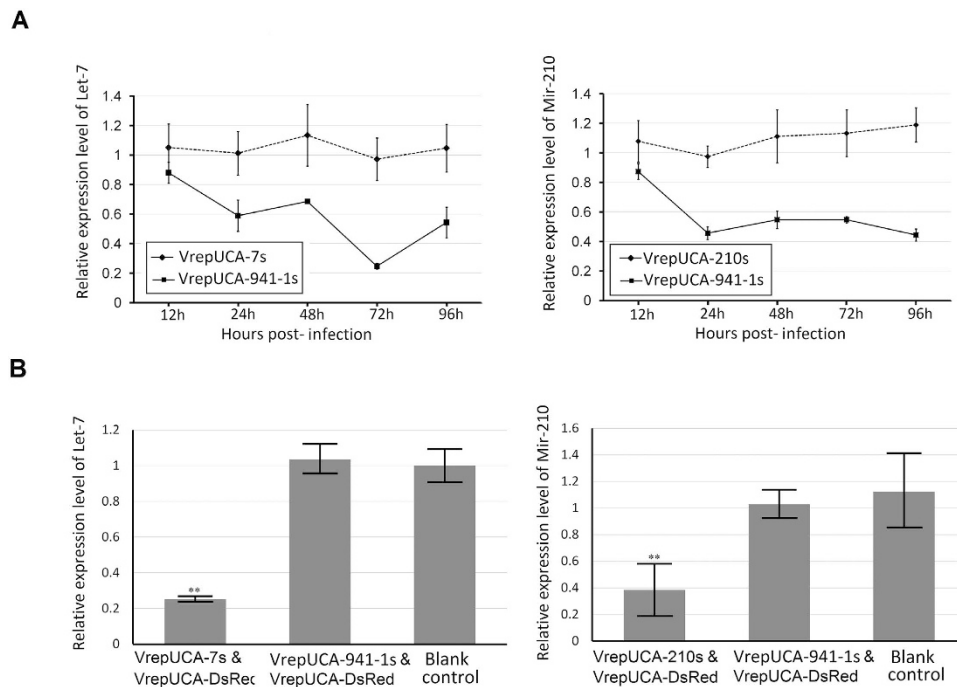 A
Relative expression level of Let-7
1.4
1.2
1
0.8
0.6
0.4
0.2
0
VrepUCA-7s
VrepUCA-941-1s
12h 24h 48h 72h 96h
Hours post- infection
Relative expression level of Mir-210
1.4
1.2
1
0.8
0.6
0.4
0.2
0
VrepUCA-210s
VrepUCA-941-1s
12h 24h 48h 72h 96h
Hours post- infection
B
Relative expression level of Let-7
1.2
1
0.8
0.6
0.4
0.2
0
**
VrepUCA-7s &
VrepUCA-DsRed
VrepUCA-941-1s &
VrepUCA-DsRed
Blank
control
Relative expression level of Mir-210
1.6
1.4
1.2
1
0.8
0.6
0.4
0.2
0
**
VrepUCA-210s &
VrepUCA-DsRed
VrepUCA-941-1s &
VrepUCA-DsRed
Blank
control